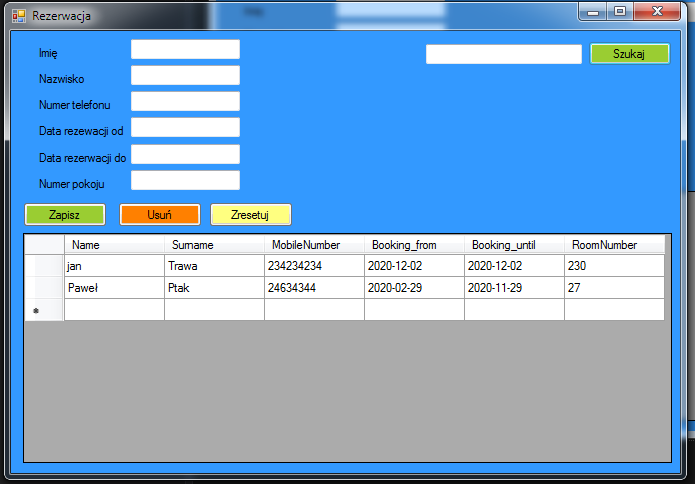 Rezerwacja
Imię
Szukaj
Nazwisko
Numer telefonu
Data rezewacji od
Data rezerwacji do
Numer pokoju
Zapisz Usuń Zresetuj
Name Surname MobileNumber Booking_from Booking_until RoomNumber
jan Trawa 234234234 2020-12-02 2020-12-02 230
Paweł Ptak 24634344 2020-02-29 2020-11-29 27
*